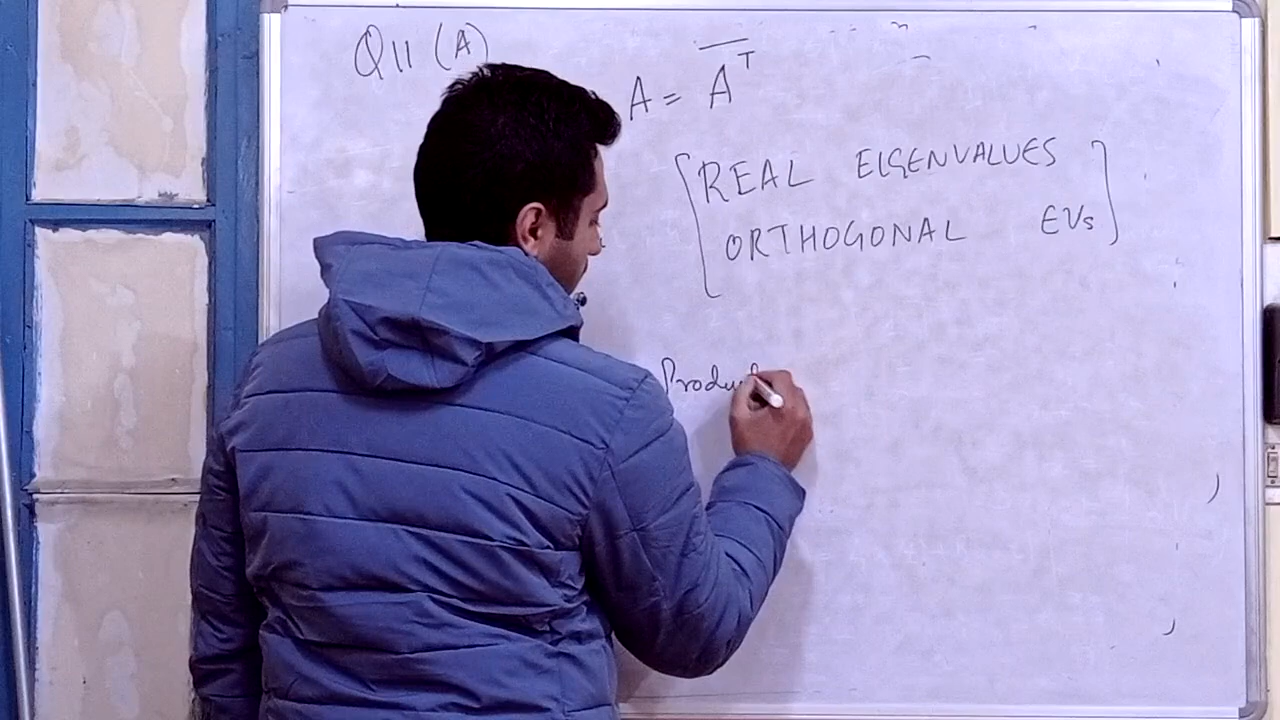 Q11 (A)
A = A̅ᵀ
REAL EIGENVALUES
ORTHOGONAL EVs